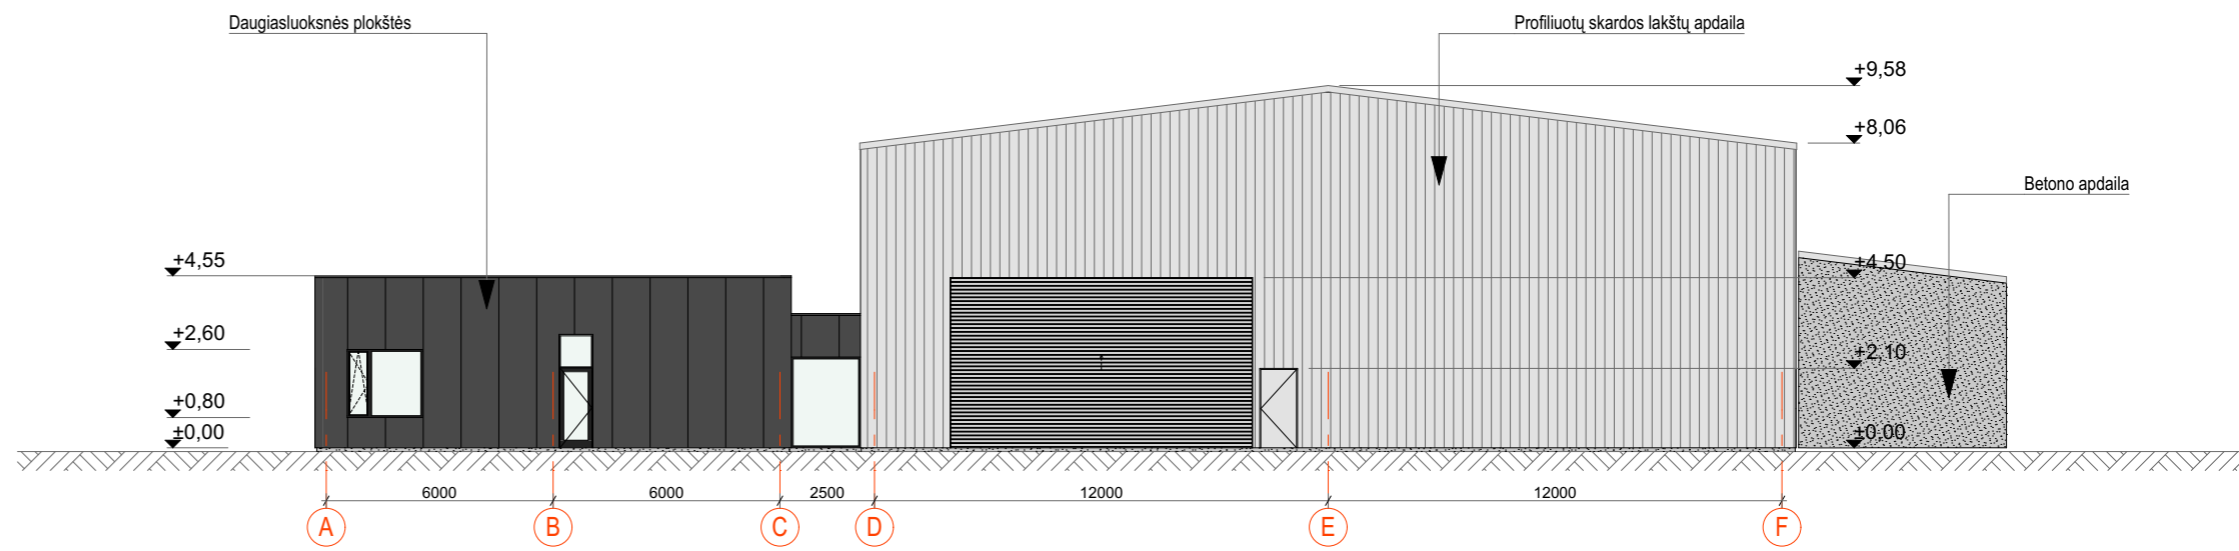 Daugiasluoksnės plokštės
Profiliuotų skardos lakštų apdaila
+9,58
+8,06
Betono apdaila
+4,55
+4,50
+2,60
+2,10
+0,80
±0,00
±0,00
6000
6000
2500
12000
12000
A
B
C
D
E
F